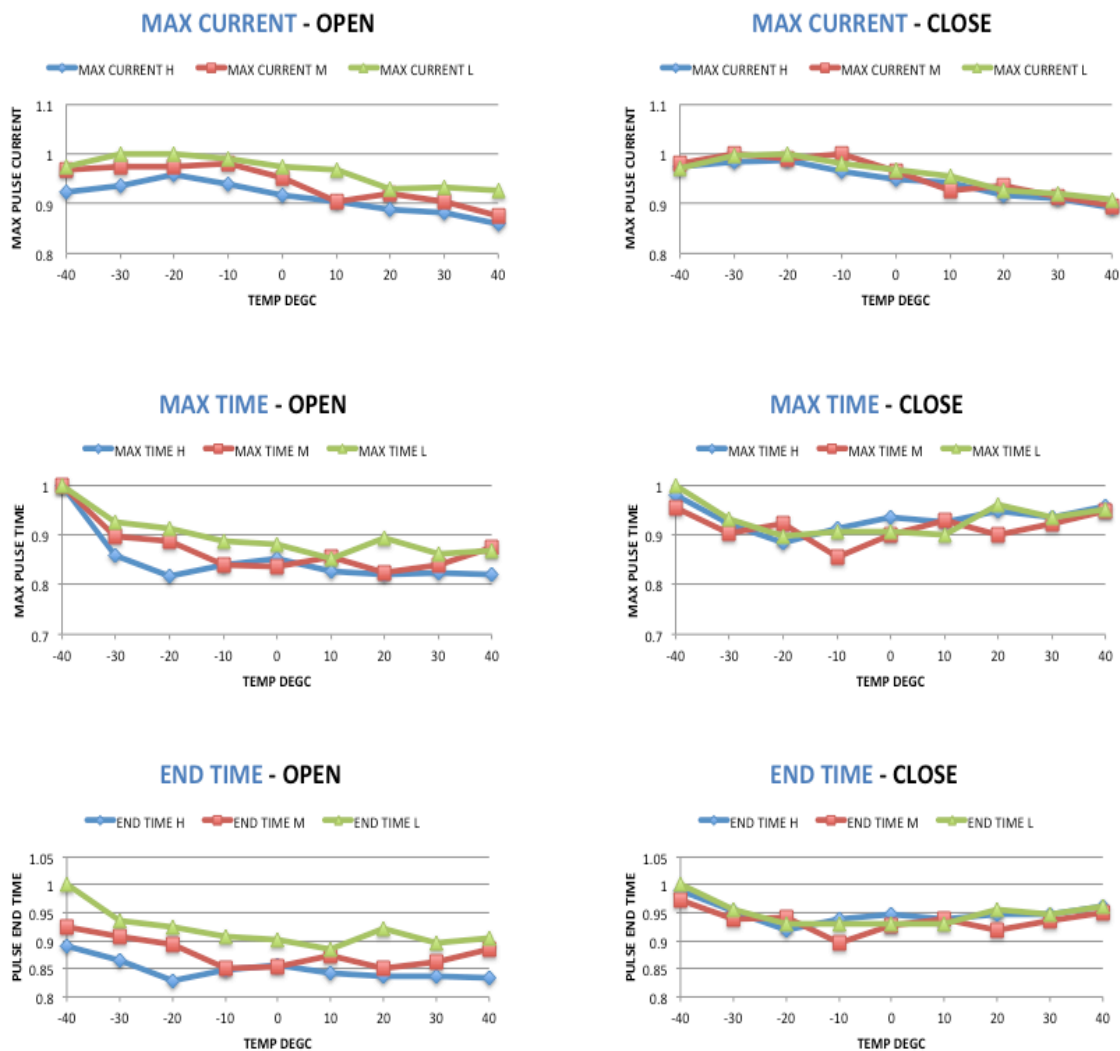 MAX CURRENT - OPEN
MAX CURRENT H MAX CURRENT M MAX CURRENT L
MAX PULSE CURRENT
1.1
1
0.9
0.8
-40 -30 -20 -10 0 10 20 30 40
TEMP DEGC
MAX CURRENT - CLOSE
MAX CURRENT H MAX CURRENT M MAX CURRENT L
MAX PULSE CURRENT
1.1
1
0.9
0.8
-40 -30 -20 -10 0 10 20 30 40
TEMP DEGC
MAX TIME - OPEN
MAX TIME H MAX TIME M MAX TIME L
MAX PULSE TIME
1
0.9
0.8
0.7
-40 -30 -20 -10 0 10 20 30 40
TEMP DEGC
MAX TIME - CLOSE
MAX TIME H MAX TIME M MAX TIME L
MAX PULSE TIME
1
0.9
0.8
0.7
-40 -30 -20 -10 0 10 20 30 40
TEMP DEGC
END TIME - OPEN
END TIME H END TIME M END TIME L
PULSE END TIME
1.05
1
0.95
0.9
0.85
0.8
-40 -30 -20 -10 0 10 20 30 40
TEMP DEGC
END TIME - CLOSE
END TIME H END TIME M END TIME L
PULSE END TIME
1.05
1
0.95
0.9
0.85
0.8
-40 -30 -20 -10 0 10 20 30 40
TEMP DEGC